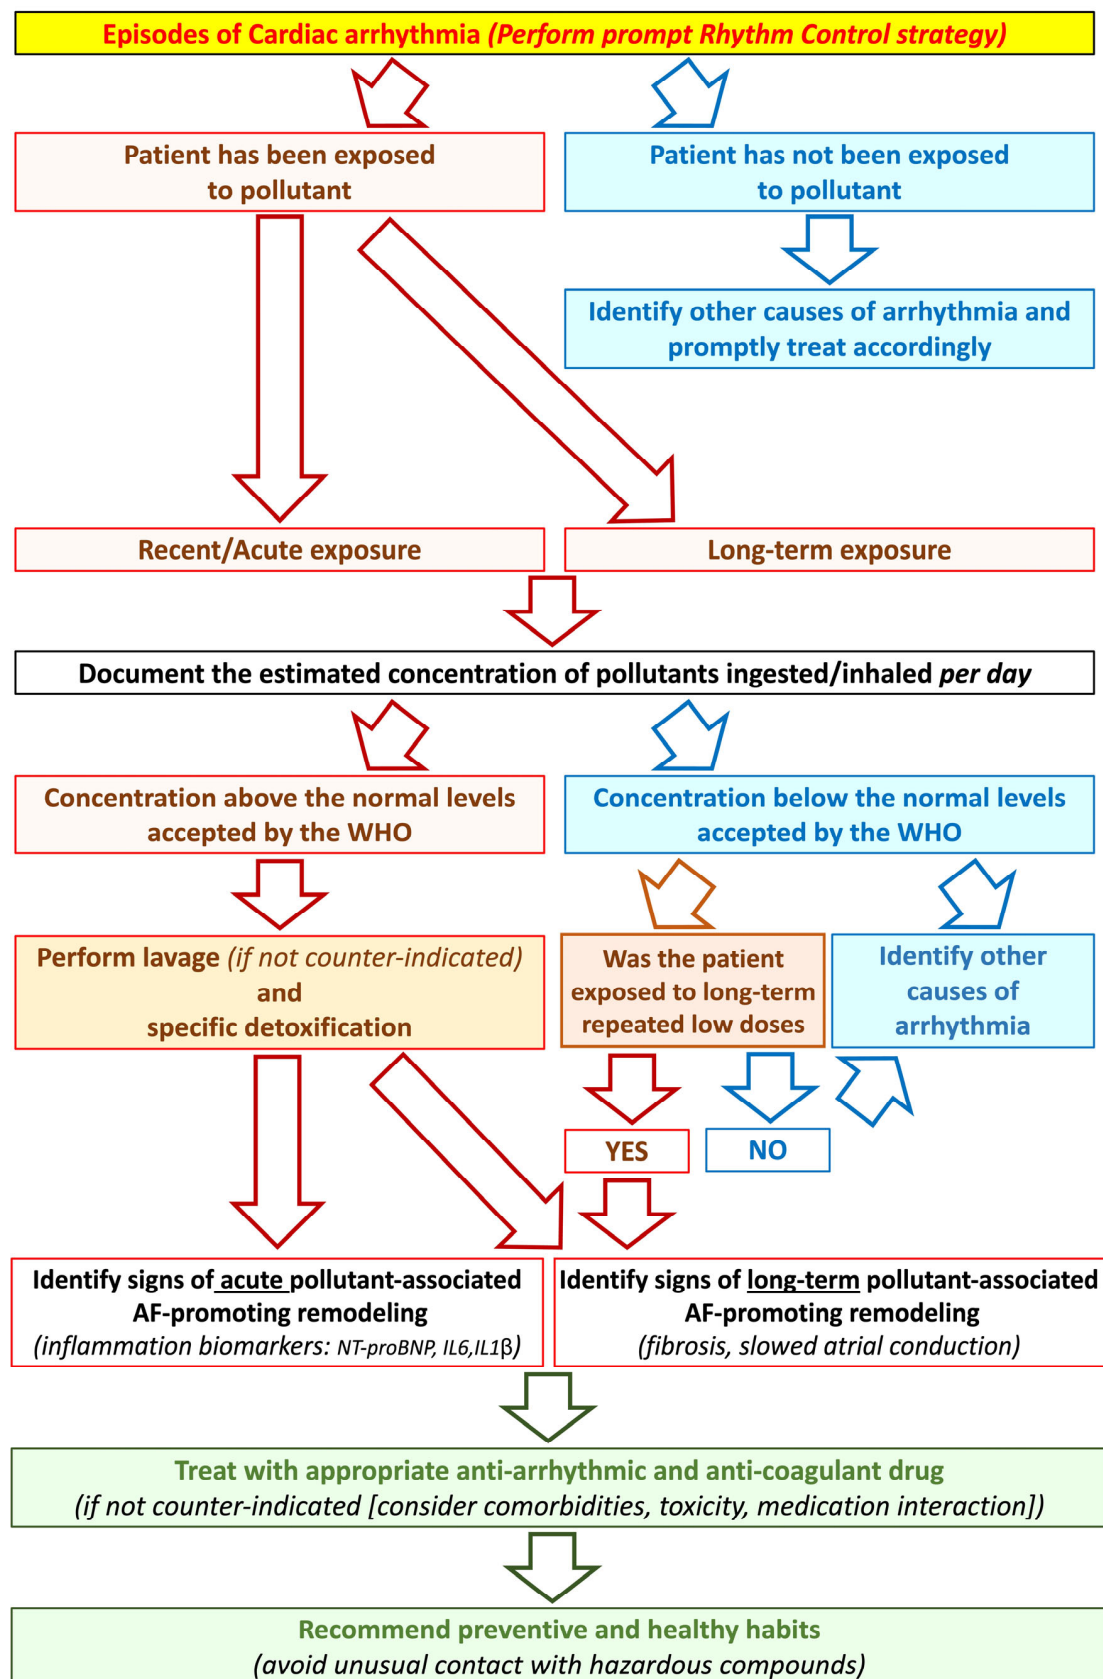 Episodes of Cardiac arrhythmia (Perform prompt Rhythm Control strategy)
Patient has been exposed
to pollutant
Patient has not been exposed
to pollutant
Identify other causes of arrhythmia and
promptly treat accordingly
Recent/Acute exposure
Long-term exposure
Document the estimated concentration of pollutants ingested/inhaled per day
Concentration above the normal levels
accepted by the WHO
Concentration below the normal levels
accepted by the WHO
Perform lavage (if not counter-indicated)
and
specific detoxification
Was the patient
exposed to long-term
repeated low doses
Identify other
causes of
arrhythmia
YES
NO
Identify signs of acute pollutant-associated
AF-promoting remodeling
(inflammation biomarkers: NT-proBNP, IL6,IL1β)
Identify signs of long-term pollutant-associated
AF-promoting remodeling
(fibrosis, slowed atrial conduction)
Treat with appropriate anti-arrhythmic and anti-coagulant drug
(if not counter-indicated [consider comorbidities, toxicity, medication interaction])
Recommend preventive and healthy habits
(avoid unusual contact with hazardous compounds)